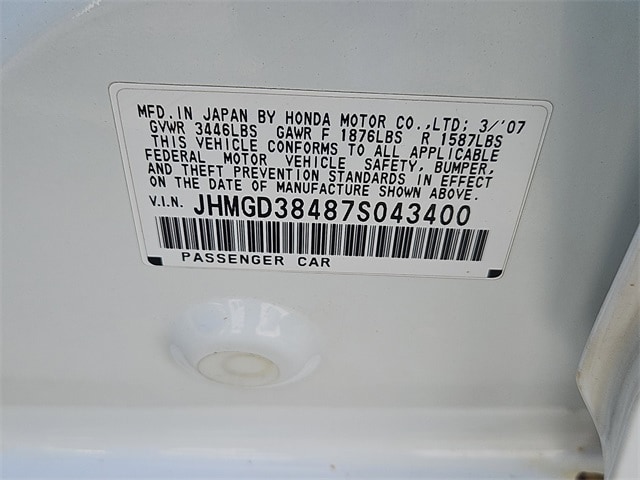 MFD. IN JAPAN BY HONDA MOTOR CO.,LTD; 3/'07
GVWR 3446LBS GAWR F 1876LBS R 1587LBS
THIS VEHICLE CONFORMS TO ALL APPLICABLE
FEDERAL MOTOR VEHICLE SAFETY, BUMPER,
AND THEFT PREVENTION STANDARDS IN EFFECT
ON THE DATE OF MANUFACTURE SHOWN ABOVE.
V.I.N. JHMGD38487S043400
PASSENGER CAR